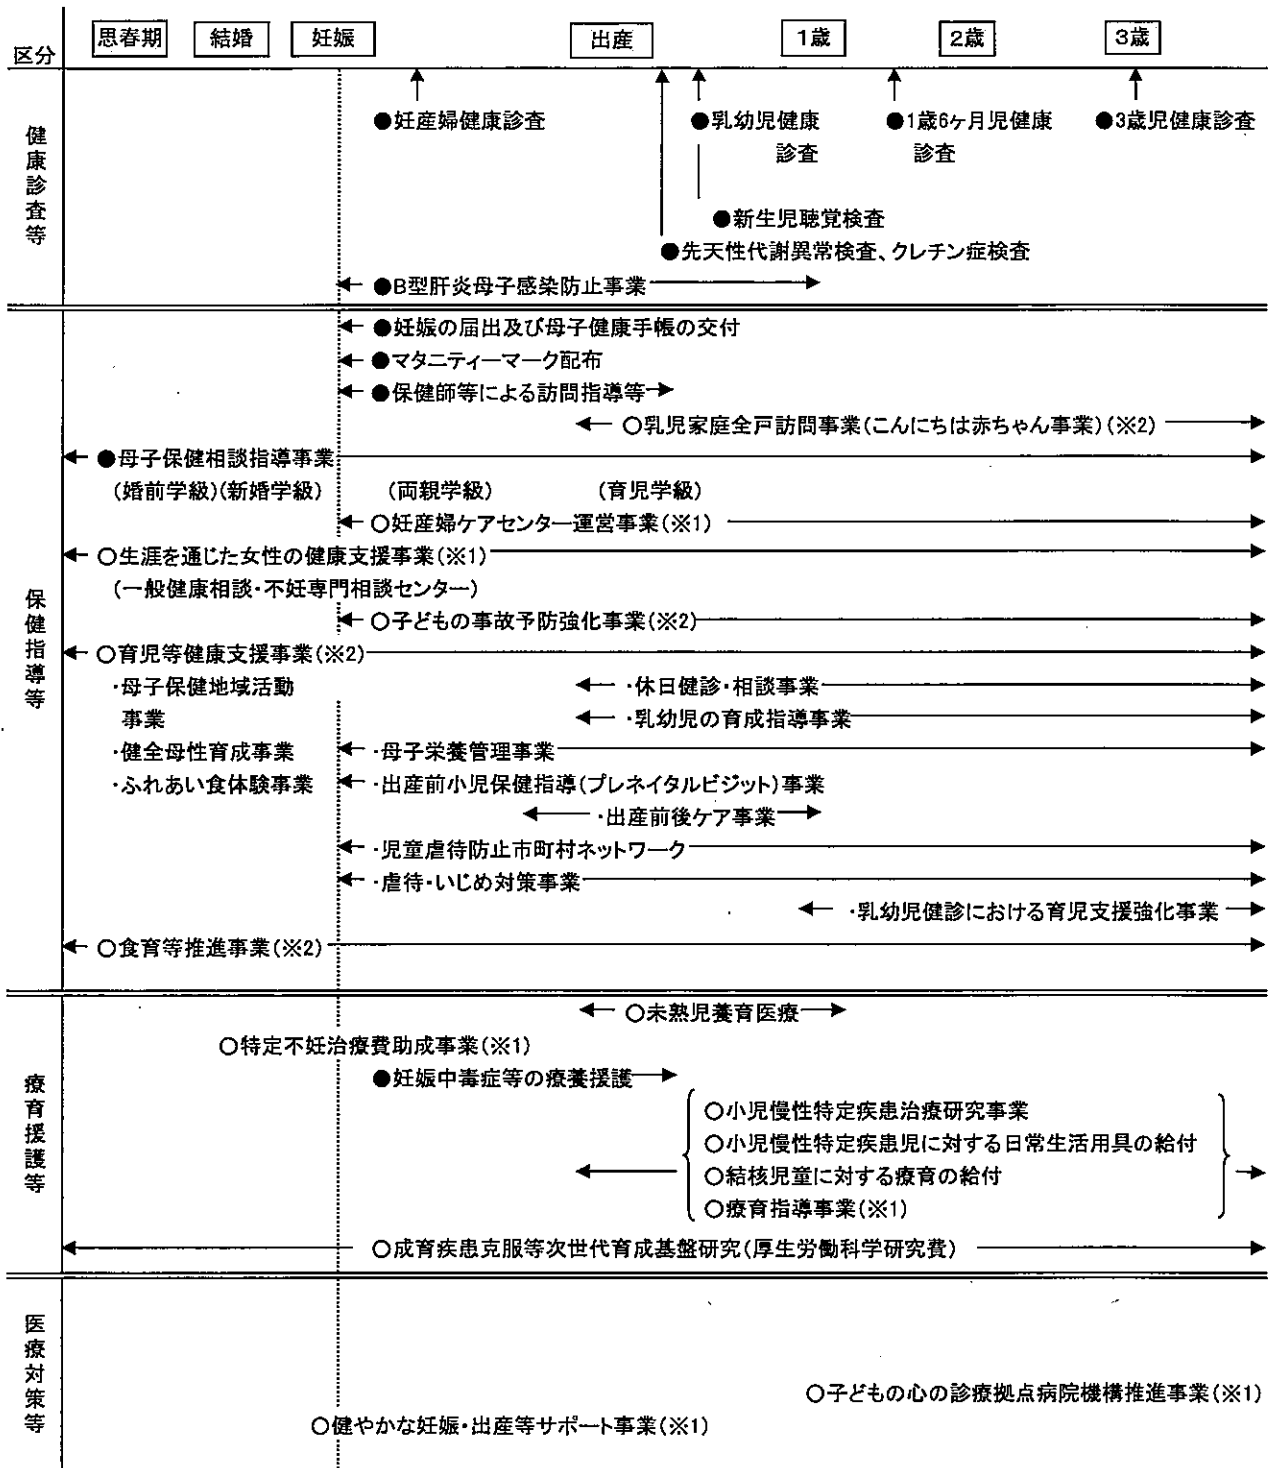 区分 思春期 結婚 妊娠 出産 1歳 2歳 3歳
健康診査等
●妊産婦健康診査 ●乳幼児健康 ●1歳6ヶ月児健康 ●3歳児健康診査
診査 診査
●新生児聴覚検査
●先天性代謝異常検査、クレチン症検査
●B型肝炎母子感染防止事業
保健指導等
●妊娠の届出及び母子健康手帳の交付
●マタニティーマーク配布
●保健師等による訪問指導等
○乳児家庭全戸訪問事業(こんにちは赤ちゃん事業)(※2)
●母子保健相談指導事業
(婚前学級)(新婚学級) (両親学級) (育児学級)
○妊産婦ケアセンター運営事業(※1)
○生涯を通じた女性の健康支援事業(※1)
(一般健康相談・不妊専門相談センター)
○子どもの事故予防強化事業(※2)
○育児等健康支援事業(※2)
・母子保健地域活動 ・休日健診・相談事業
事業 ・乳幼児の育成指導事業
・健全母性育成事業 ・母子栄養管理事業
・ふれあい食体験事業 ・出産前小児保健指導(プレネイタルビジット)事業
・出産前後ケア事業
・児童虐待防止市町村ネットワーク
・虐待・いじめ対策事業
・乳幼児健診における育児支援強化事業
○食育等推進事業(※2)
療育援護等
○未熟児養育医療
○特定不妊治療費助成事業(※1)
●妊娠中毒症等の療養援護
○小児慢性特定疾患治療研究事業
○小児慢性特定疾患児に対する日常生活用具の給付
○結核児童に対する療育の給付
○療育指導事業(※1)
○成育疾患克服等次世代育成基盤研究(厚生労働科学研究費)
医療対策等
○子どもの心の診療拠点病院機構推進事業(※1)
○健やかな妊娠・出産等サポート事業(※1)